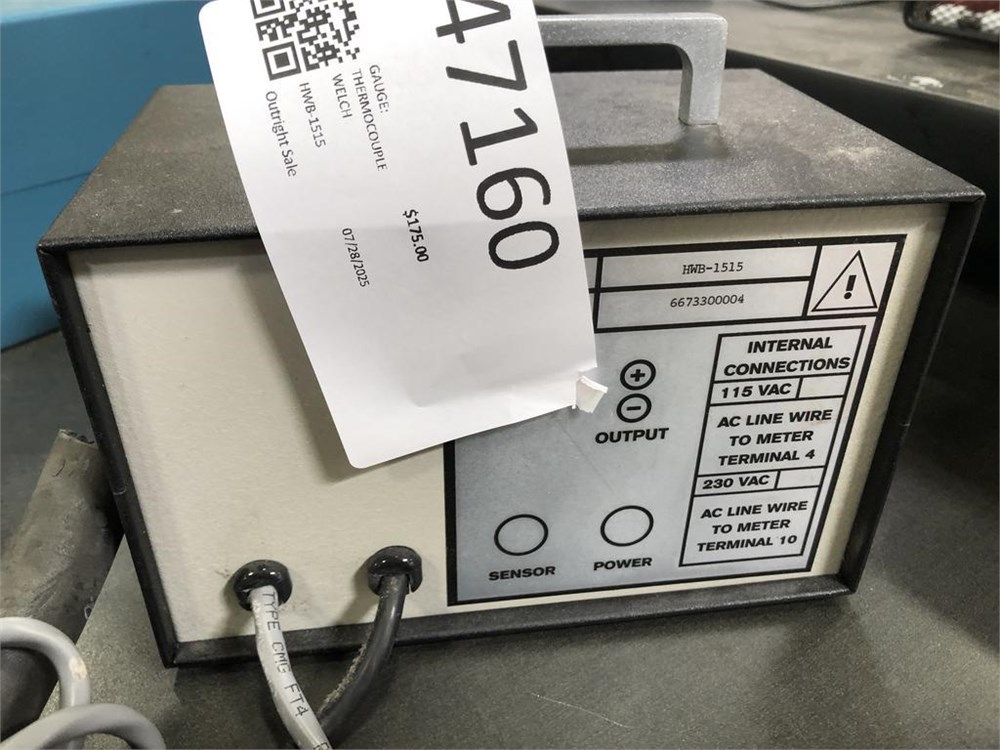 47160
GAUGE:
THERMOCOUPLE
WELCH
HWB-1515
Outright Sale
$175.00
07/28/2025
HWB-1515
6673300004
!
INTERNAL
CONNECTIONS
115 VAC
AC LINE WIRE
TO METER
TERMINAL 4
230 VAC
AC LINE WIRE
TO METER
TERMINAL 10
+
−
OUTPUT
SENSOR
POWER
TYPE CMG FT4